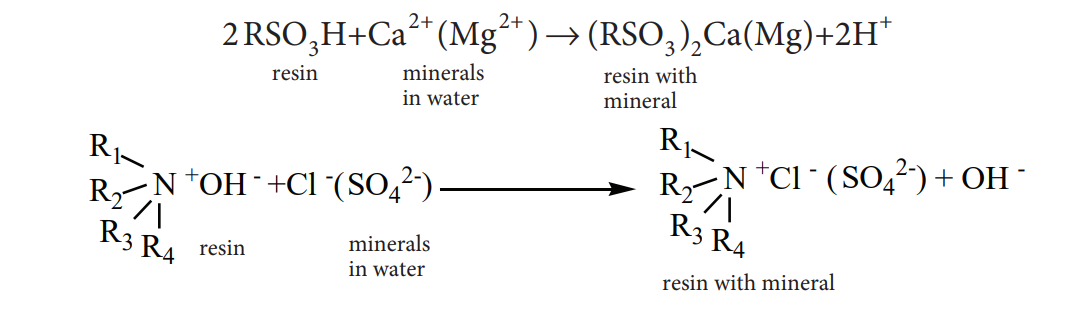 2RSO₃H+Ca²⁺(Mg²⁺)→(RSO₃)₂Ca(Mg)+2H⁺
resin minerals resin with
in water mineral
R₁ R₁
R₂ N ⁺OH⁻ +Cl⁻(SO₄²⁻) → R₂ N ⁺Cl⁻ (SO₄²⁻) + OH⁻
R₃ R₄ resin minerals R₃ R₄
in water
resin with mineral